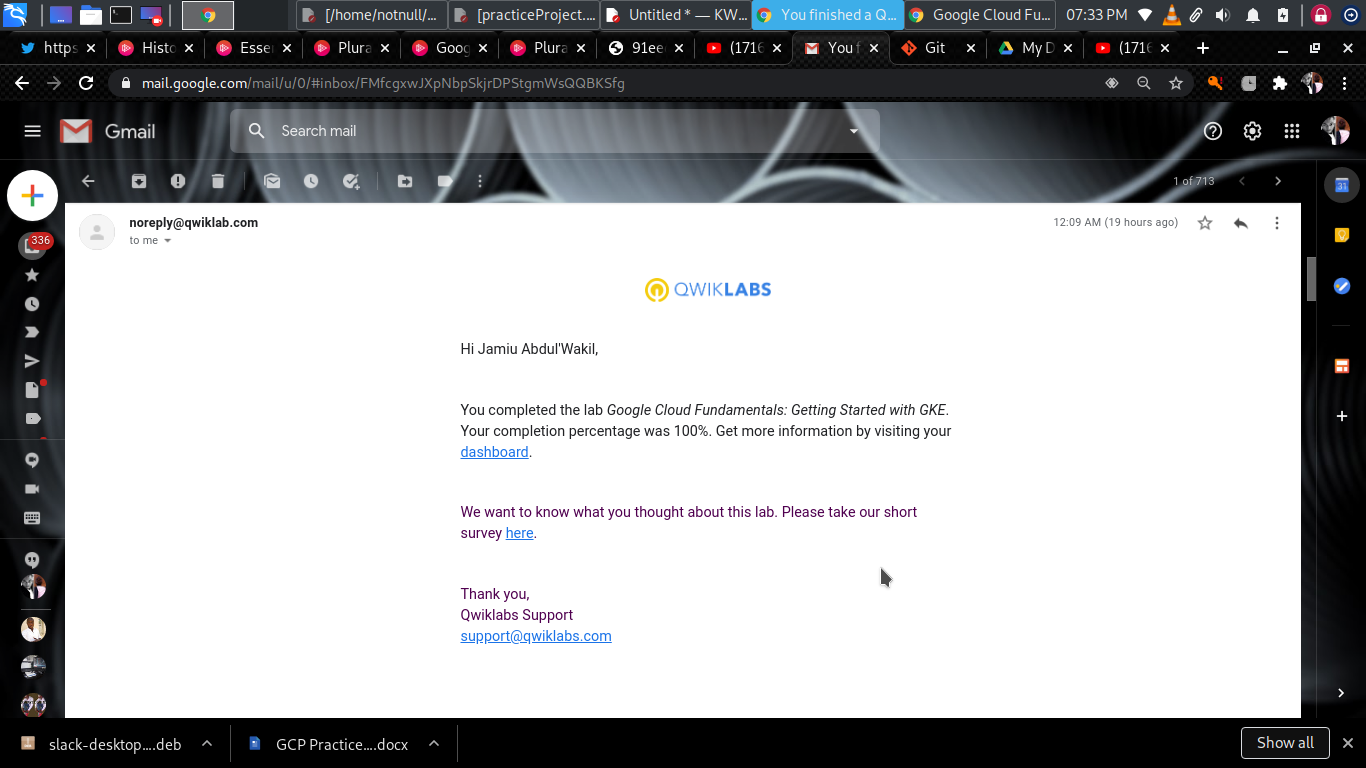 [/home/notnull/...
[practiceProject....
Untitled * — KW...
You finished a Q...
Google Cloud Fu...
07:33 PM
https
Histo
Essen
Plura
Goog
Plura
91eec
(1716
You f
Git
My D
(1716
mail.google.com/mail/u/0/#inbox/FMfcgxwJXpNbpSkjrDPStgmWsQQBKSfg
Gmail
Search mail
1 of 713
336
noreply@qwiklab.com
12:09 AM (19 hours ago)
to me
QWIKLABS
Hi Jamiu Abdul'Wakil,
You completed the lab Google Cloud Fundamentals: Getting Started with GKE.
Your completion percentage was 100%. Get more information by visiting your
dashboard.
We want to know what you thought about this lab. Please take our short
survey here.
Thank you,
Qwiklabs Support
support@qwiklabs.com
31
slack-desktop....deb
GCP Practice....docx
Show all